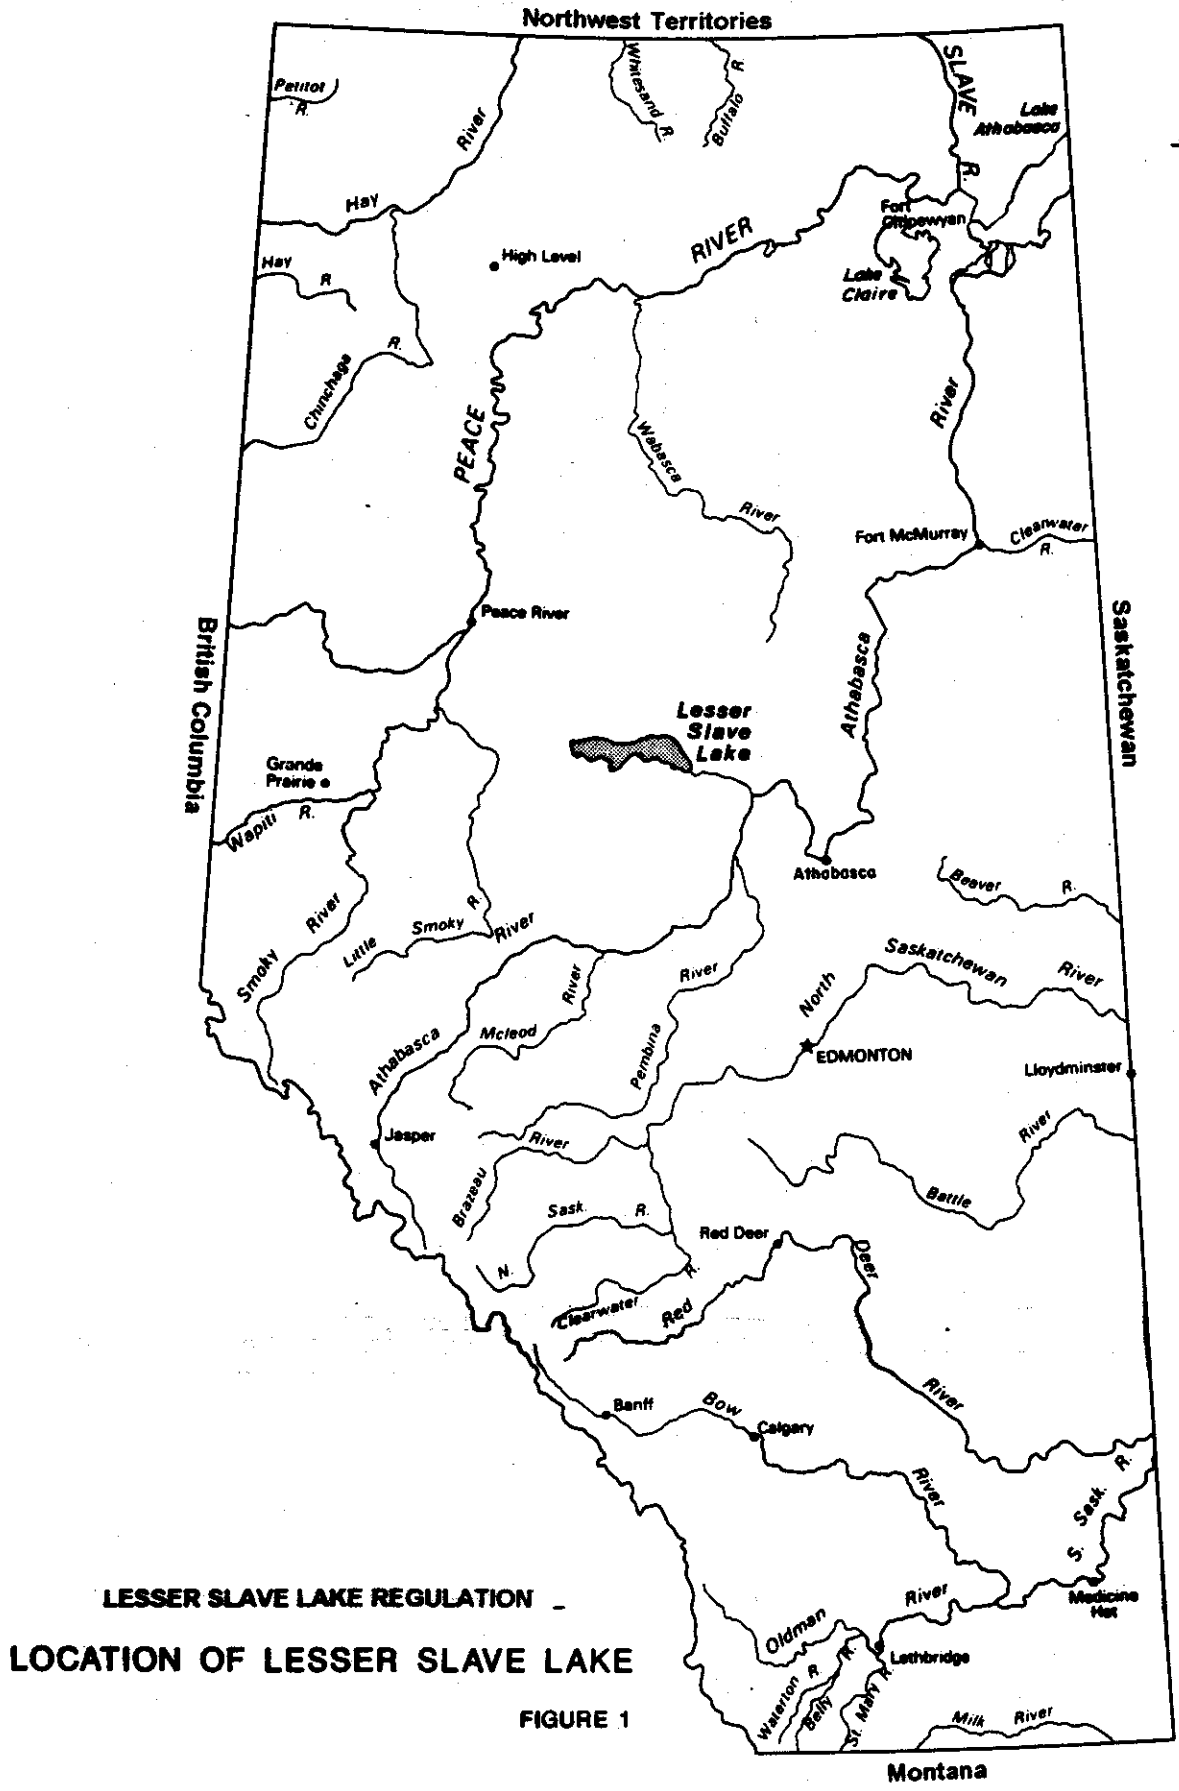 Northwest Territories
Petitot
R.
Whitesand R.
Buffalo
R.
SLAVE
R.
Lake
Athabasca
River
Hay
Hay
R
High Level
RIVER
Fort
Chipewyan
Lake
Claire
Chinchaga
R.
PEACE
River
Wabasca
River
Fort McMurray
Clearwater
R.
Peace River
British Columbia
Saskatchewan
Athabasca
Lesser
Slave
Lake
Grande
Prairie
Wapiti
R.
Athabasca
Beaver
R.
Smoky
River
Little
Smoky
R.
River
Saskatchewan
River
North
River
River
Mcleod
Athabasca
Pembina
EDMONTON
Lloydminster
Jasper
River
Brazeau
River
Battle
Sask.
R.
N.
Red Deer
Deer
R.
Clearwater
Red
River
Banff
Bow
Calgary
River
R.
Sask.
S.
Medicine
Hat
River
Oldman
Lethbridge
Waterton
R.
Belly
R.
St. Mary
R.
Milk
River
LESSER SLAVE LAKE REGULATION
LOCATION OF LESSER SLAVE LAKE
FIGURE 1
Montana